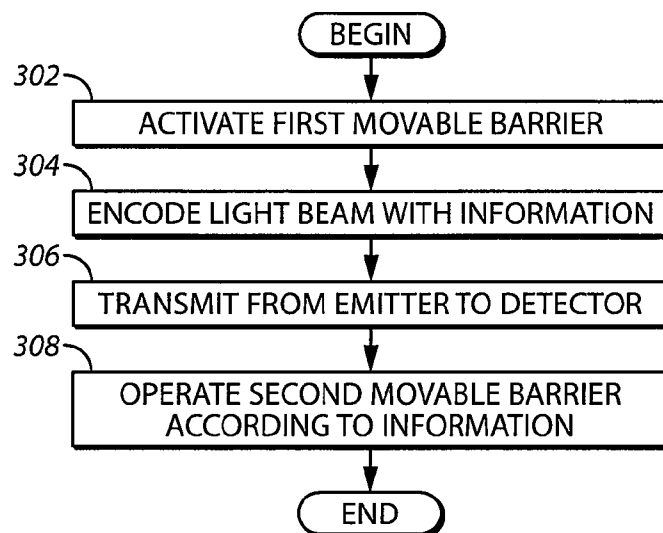 BEGIN
302
ACTIVATE FIRST MOVABLE BARRIER
304
ENCODE LIGHT BEAM WITH INFORMATION
306
TRANSMIT FROM EMITTER TO DETECTOR
308
OPERATE SECOND MOVABLE BARRIER
ACCORDING TO INFORMATION
END